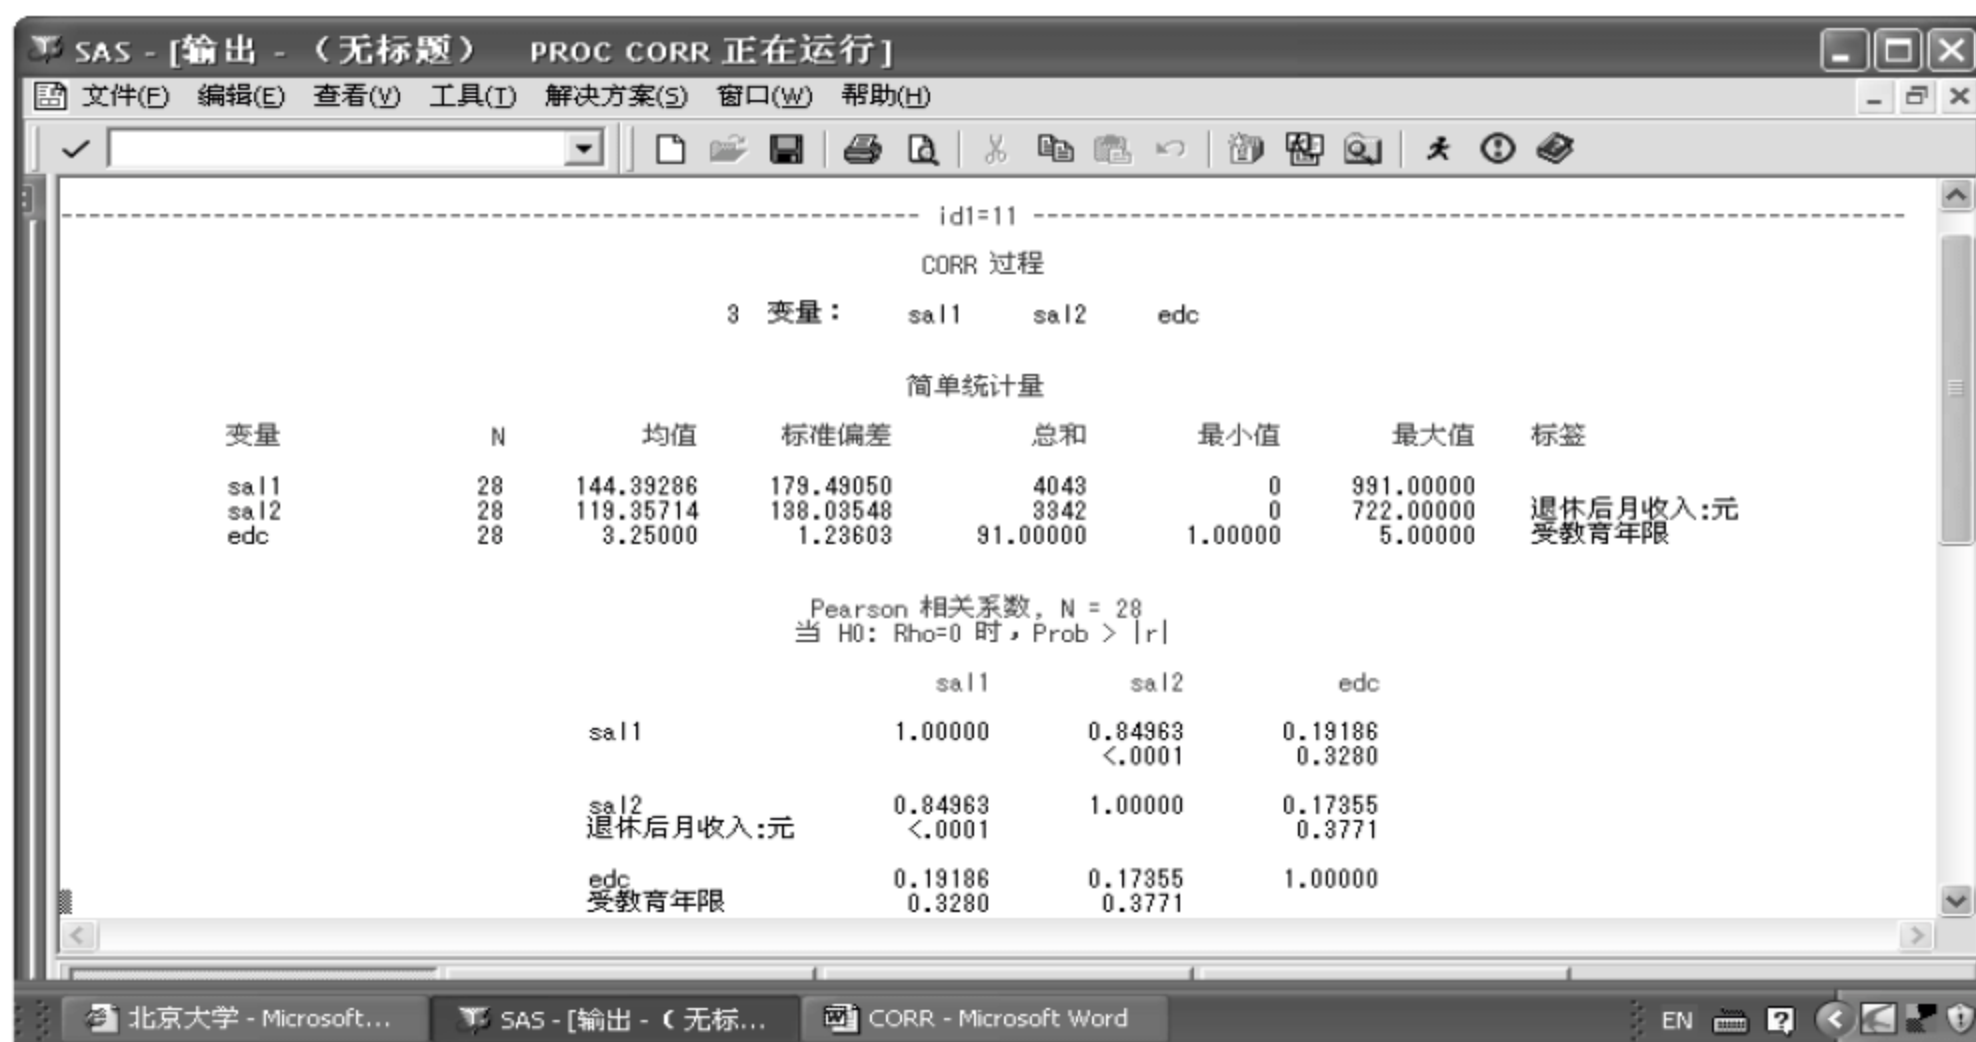 SAS - [输出 - （无标题） PROC CORR 正在运行]
文件(F) 编辑(E) 查看(V) 工具(T) 解决方案(S) 窗口(W) 帮助(H)
id1=11
CORR 过程
3 变量： sal1 sal2 edc
简单统计量
变量 N 均值 标准偏差 总和 最小值 最大值 标签
sal1 28 144.39286 179.49050 4043 0 991.00000
sal2 28 119.35714 138.03548 3342 0 722.00000 退休后月收入:元
edc 28 3.25000 1.23603 91.00000 1.00000 5.00000 受教育年限
Pearson 相关系数, N = 28
当 H0: Rho=0 时，Prob > |r|
sal1 sal2 edc
sal1 1.00000 0.84963 0.19186
<.0001 0.3280
sal2 0.84963 1.00000 0.17355
退休后月收入:元 <.0001 0.3771
edc 0.19186 0.17355 1.00000
受教育年限 0.3280 0.3771
北京大学 - Microsoft... SAS - [输出 - （无标... CORR - Microsoft Word EN